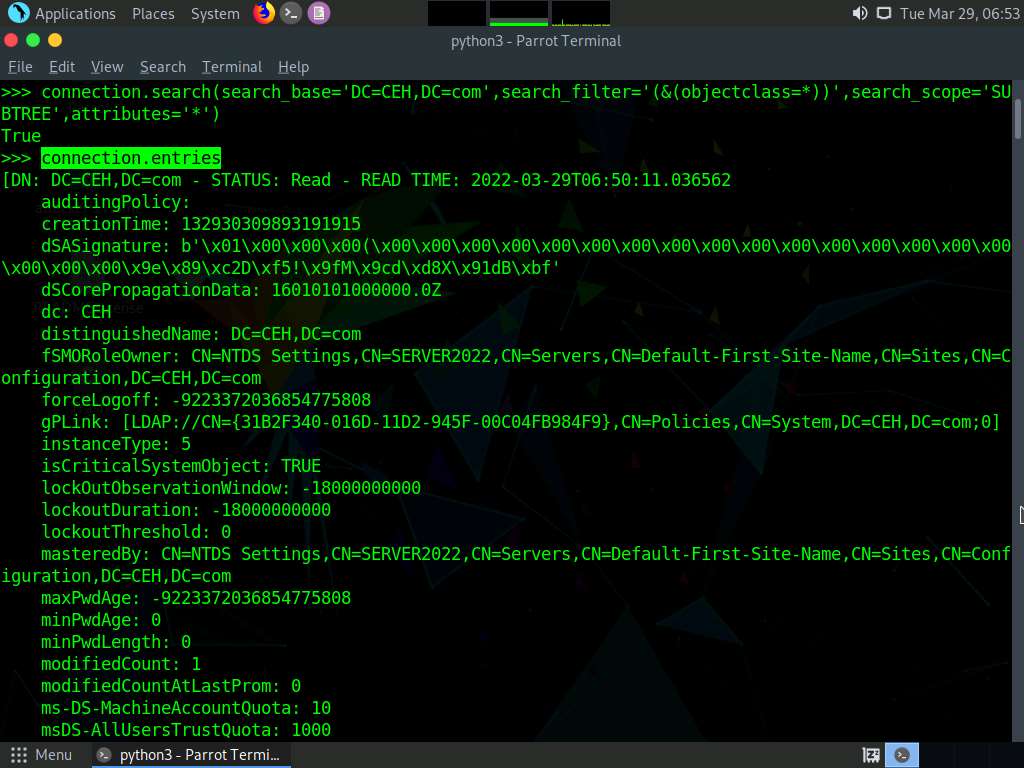 Applications Places System Tue Mar 29, 06:53
python3 - Parrot Terminal
File Edit View Search Terminal Help
>>> connection.search(search_base='DC=CEH,DC=com',search_filter='(&(objectclass=*))',search_scope='SU
BTREE',attributes='*')
True
>>> connection.entries
[DN: DC=CEH,DC=com - STATUS: Read - READ TIME: 2022-03-29T06:50:11.036562
    auditingPolicy:
    creationTime: 132930309893191915
    dSASignature: b'\x01\x00\x00\x00(\x00\x00\x00\x00\x00\x00\x00\x00\x00\x00\x00\x00\x00\x00\x00\x00
\x00\x00\x00\x9e\x89\xc2D\xf5!\x9fM\x9cd\xd8X\x91dB\xbf'
    dSCorePropagationData: 16010101000000.0Z
    dc: CEH
    distinguishedName: DC=CEH,DC=com
    fSMORoleOwner: CN=NTDS Settings,CN=SERVER2022,CN=Servers,CN=Default-First-Site-Name,CN=Sites,CN=C
onfiguration,DC=CEH,DC=com
    forceLogoff: -9223372036854775808
    gPLink: [LDAP://CN={31B2F340-016D-11D2-945F-00C04FB984F9},CN=Policies,CN=System,DC=CEH,DC=com;0]
    instanceType: 5
    isCriticalSystemObject: TRUE
    lockOutObservationWindow: -18000000000
    lockoutDuration: -18000000000
    lockoutThreshold: 0
    masteredBy: CN=NTDS Settings,CN=SERVER2022,CN=Servers,CN=Default-First-Site-Name,CN=Sites,CN=Conf
iguration,DC=CEH,DC=com
    maxPwdAge: -9223372036854775808
    minPwdAge: 0
    minPwdLength: 0
    modifiedCount: 1
    modifiedCountAtLastProm: 0
    ms-DS-MachineAccountQuota: 10
    msDS-AllUsersTrustQuota: 1000
Menu python3 - Parrot Termi...